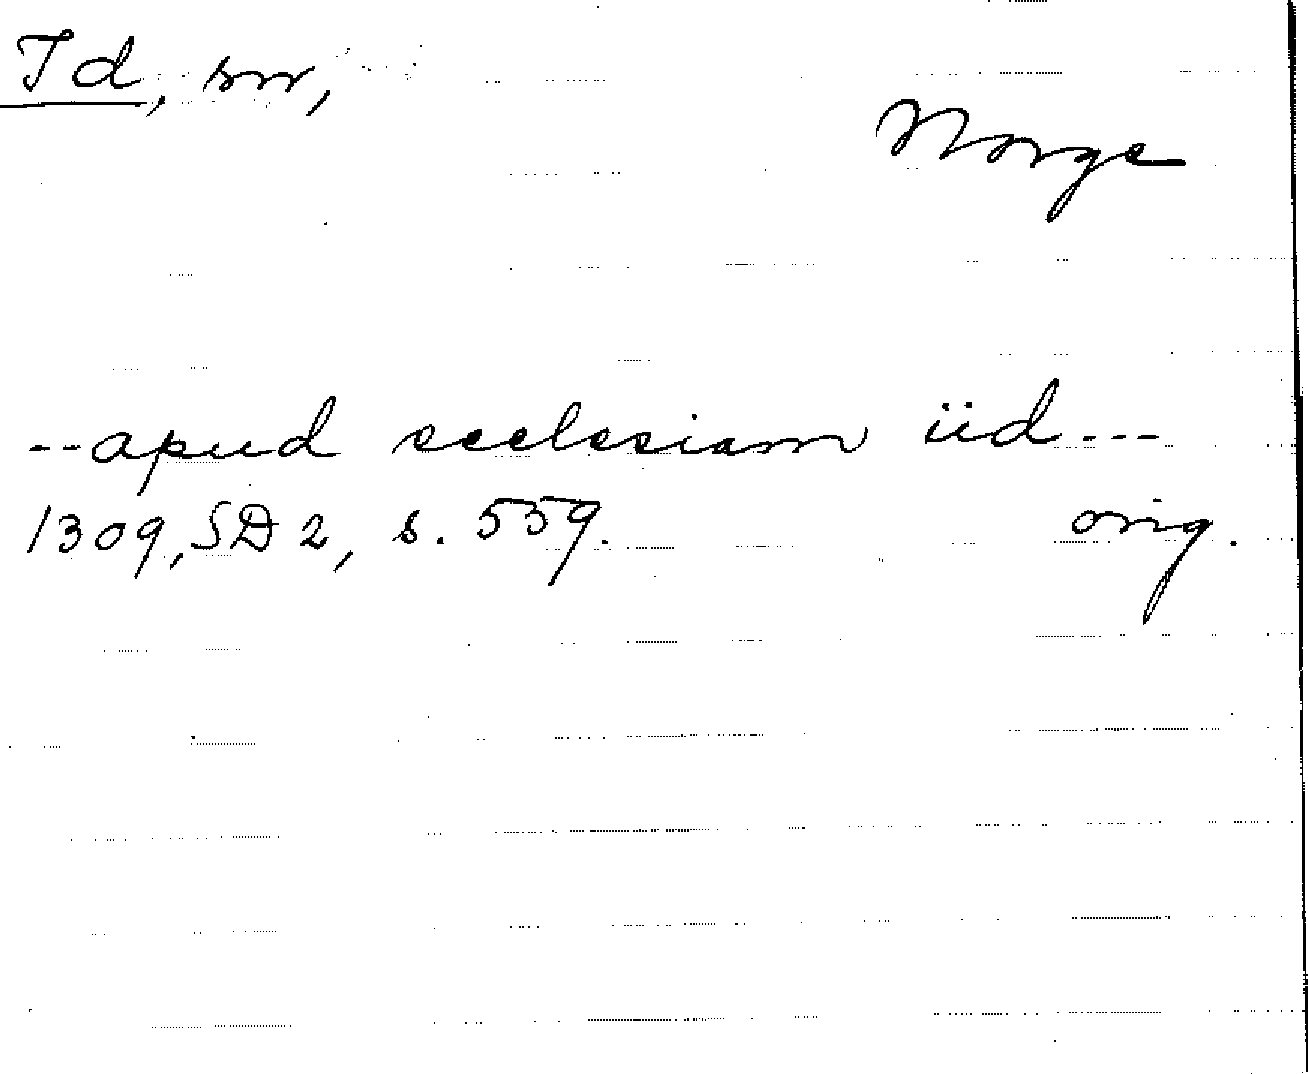 Id, sn,
Norge
--apud ecclesiam iid---
1309, SD 2, s. 559. orig.